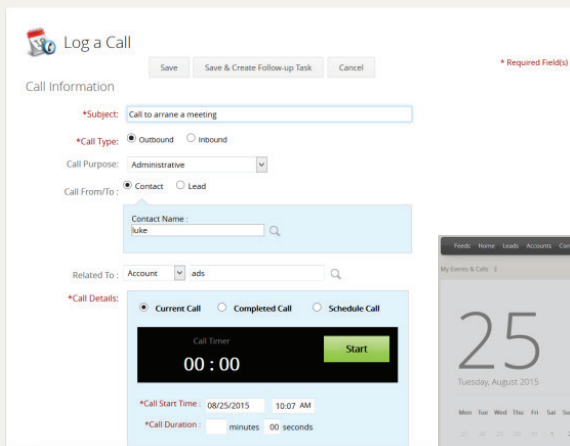 Log a Call
Save Save & Create Follow-up Task Cancel
* Required Field(s)
Call Information
*Subject: Call to arrane a meeting
*Call Type: Outbound Inbound
Call Purpose: Administrative
Call From/To : Contact Lead
Contact Name :
luke
Related To : Account ads
*Call Details:
Current Call Completed Call Schedule Call
Call Timer
00 : 00
Start
*Call Start Time : 08/25/2015 10:07 AM
*Call Duration : minutes 00 seconds
Feeds Home Leads Accounts
My Events & Calls
25
Tuesday, August 2015
Mon Tue Wed Thu Fri Sat